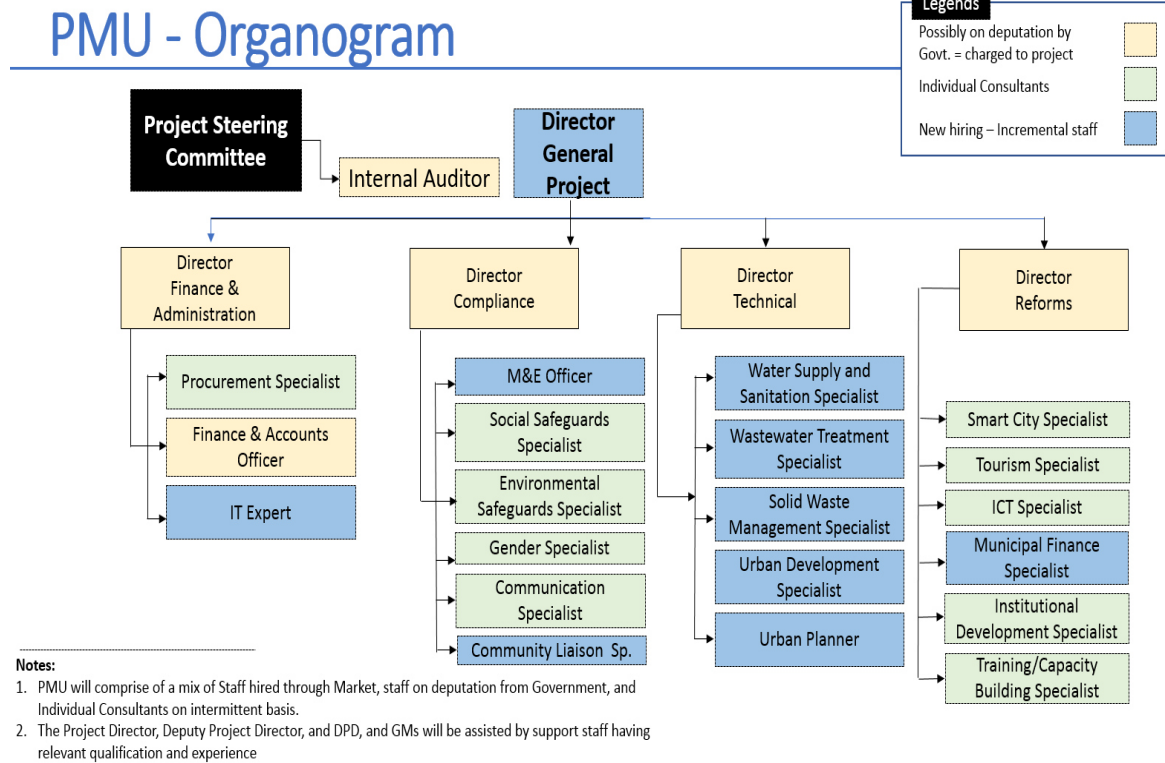 PMU - Organogram
Legends
Possibly on deputation by
Govt. = charged to project
Individual Consultants
New hiring – Incremental staff
Project Steering
Committee
Internal Auditor
Director
General
Project
Director
Finance &
Administration
Procurement Specialist
Finance & Accounts
Officer
IT Expert
Director
Compliance
M&E Officer
Social Safeguards
Specialist
Environmental
Safeguards Specialist
Gender Specialist
Communication
Specialist
Community Liaison Sp.
Director
Technical
Water Supply and
Sanitation Specialist
Wastewater Treatment
Specialist
Solid Waste
Management Specialist
Urban Development
Specialist
Urban Planner
Director
Reforms
Smart City Specialist
Tourism Specialist
ICT Specialist
Municipal Finance
Specialist
Institutional
Development Specialist
Training/Capacity
Building Specialist
Notes:
1. PMU will comprise of a mix of Staff hired through Market, staff on deputation from Government, and
Individual Consultants on intermittent basis.
2. The Project Director, Deputy Project Director, and DPD, and GMs will be assisted by support staff having
relevant qualification and experience